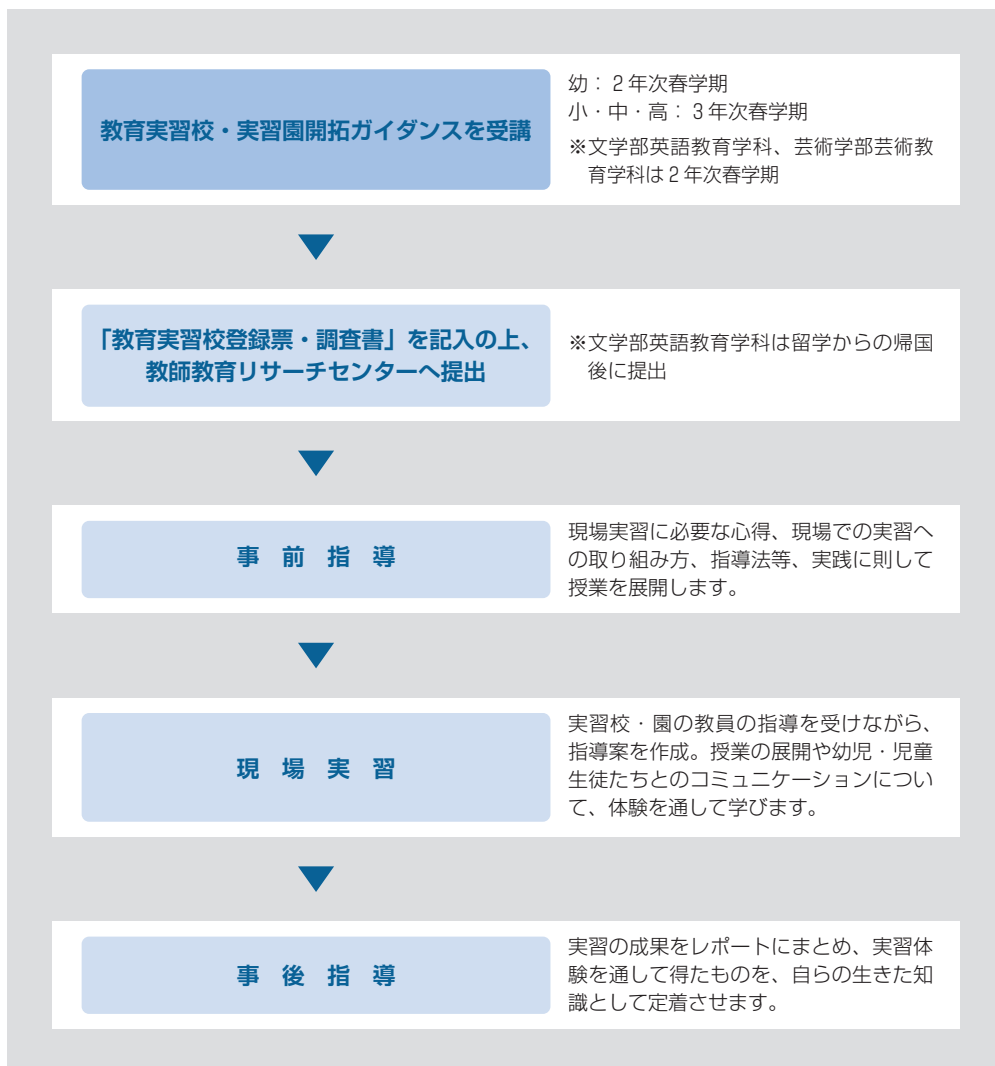 教育実習校・実習園開拓ガイダンスを受講
幼：２年次春学期
小・中・高：３年次春学期
※文学部英語教育学科、芸術学部芸術教
育学科は２年次春学期
「教育実習校登録票・調査書」を記入の上、
教師教育リサーチセンターへ提出
※文学部英語教育学科は留学からの帰国
後に提出
事前指導
現場実習に必要な心得、現場での実習へ
の取り組み方、指導法等、実践に則して
授業を展開します。
現場実習
実習校・園の教員の指導を受けながら、
指導案を作成。授業の展開や幼児・児童
生徒たちとのコミュニケーションについ
て、体験を通して学びます。
事後指導
実習の成果をレポートにまとめ、実習体
験を通して得たものを、自らの生きた知
識として定着させます。